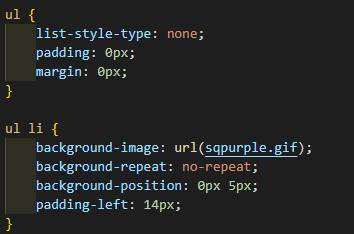 ul {
    list-style-type: none;
    padding: 0px;
    margin: 0px;
}

ul li {
    background-image: url(sqpurple.gif);
    background-repeat: no-repeat;
    background-position: 0px 5px;
    padding-left: 14px;
}